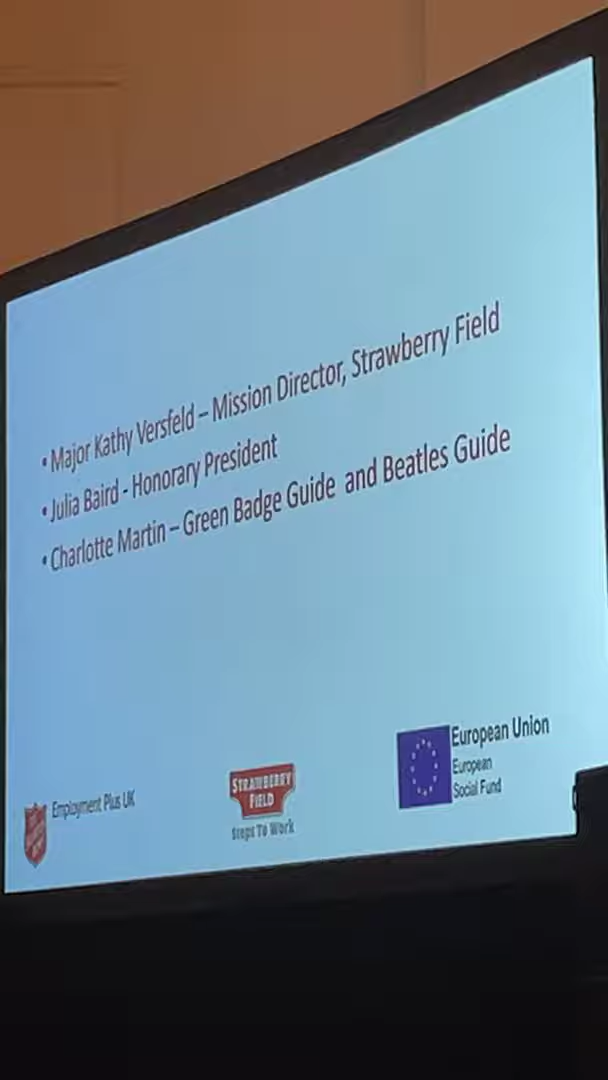 • Major Kathy Versfeld – Mission Director, Strawberry Field
• Julia Baird - Honorary President
• Charlotte Martin – Green Badge Guide and Beatles Guide
Employment Plus UK
STRAWBERRY
FIELD
Steps To Work
European Union
European
Social Fund